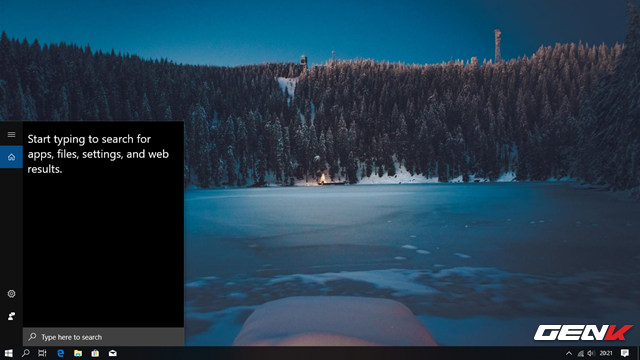 Start typing to search for
apps, files, settings, and web
results.
Type here to search
GENK
20:21